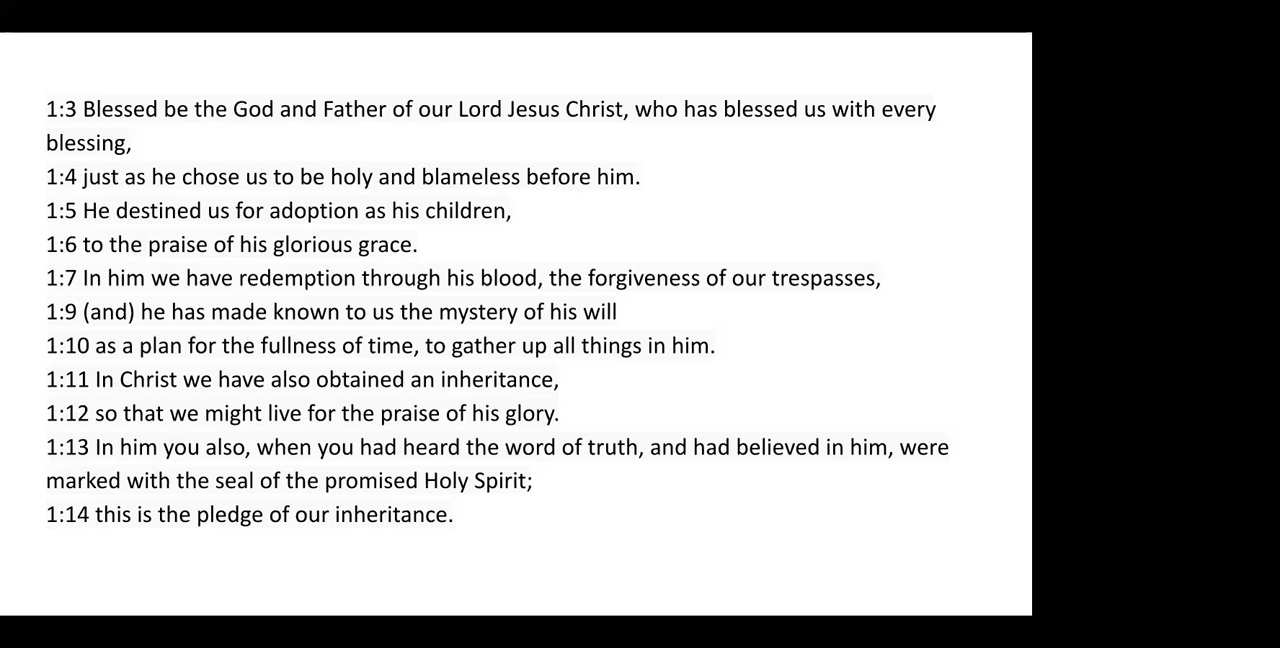 1:3 Blessed be the God and Father of our Lord Jesus Christ, who has blessed us with every
blessing,
1:4 just as he chose us to be holy and blameless before him.
1:5 He destined us for adoption as his children,
1:6 to the praise of his glorious grace.
1:7 In him we have redemption through his blood, the forgiveness of our trespasses,
1:9 (and) he has made known to us the mystery of his will
1:10 as a plan for the fullness of time, to gather up all things in him.
1:11 In Christ we have also obtained an inheritance,
1:12 so that we might live for the praise of his glory.
1:13 In him you also, when you had heard the word of truth, and had believed in him, were
marked with the seal of the promised Holy Spirit;
1:14 this is the pledge of our inheritance.